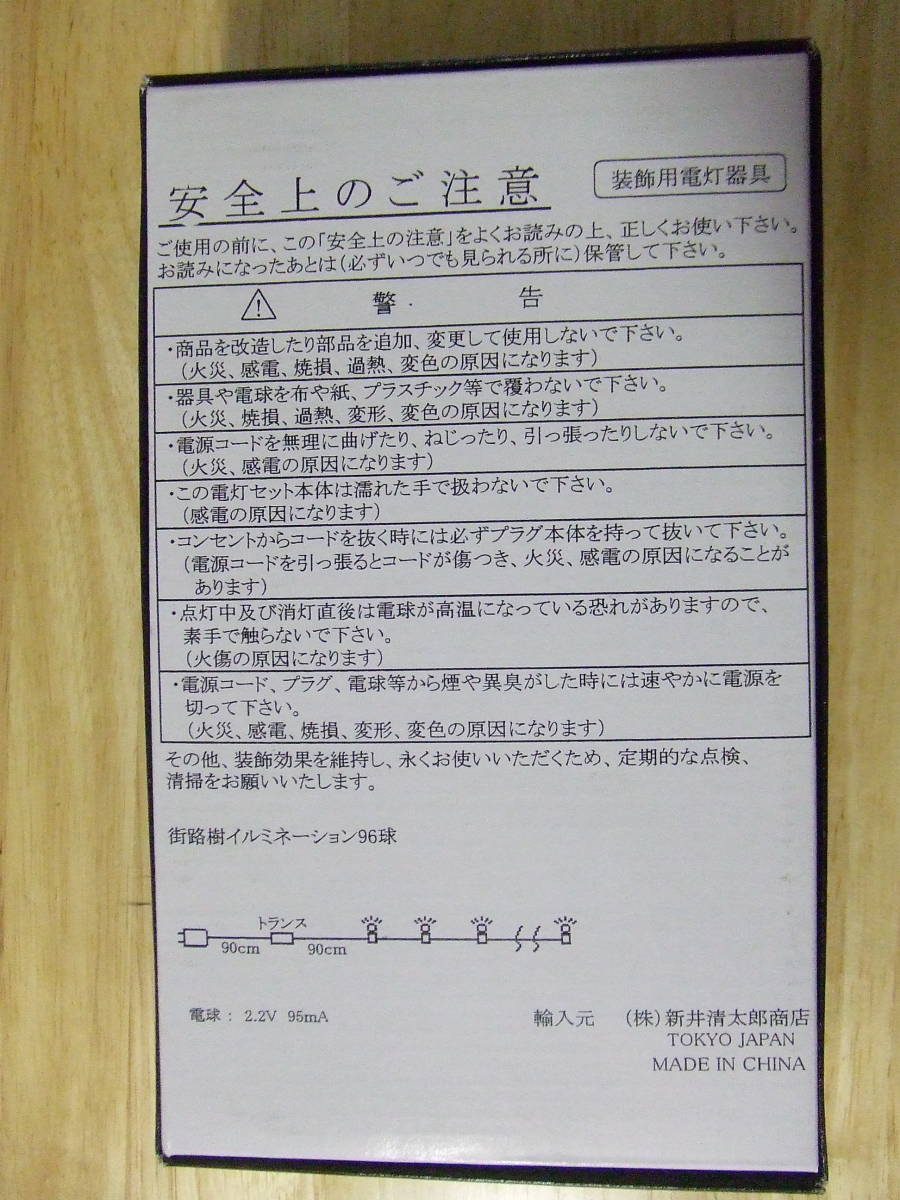 安全上のご注意
装飾用電灯器具
ご使用の前に、この「安全上の注意」をよくお読みの上、正しくお使い下さい。
お読みになったあとは(必ずいつでも見られる所に)保管して下さい。
警 告
・商品を改造したり部品を追加、変更して使用しないで下さい。
(火災、感電、焼損、過熱、変色の原因になります)
・器具や電球を布や紙、プラスチック等で覆わないで下さい。
(火災、焼損、過熱、変形、変色の原因になります)
・電源コードを無理に曲げたり、ねじったり、引っ張ったりしないで下さい。
(火災、感電の原因になります)
・この電灯セット本体は濡れた手で扱わないで下さい。
(感電の原因になります)
・コンセントからコードを抜く時には必ずプラグ本体を持って抜いて下さい。
(電源コードを引っ張るとコードが傷つき、火災、感電の原因になることが
あります)
・点灯中及び消灯直後は電球が高温になっている恐れがありますので、
素手で触らないで下さい。
(火傷の原因になります)
・電源コード、プラグ、電球等から煙や異臭がした時には速やかに電源を
切って下さい。
(火災、感電、焼損、変形、変色の原因になります)
その他、装飾効果を維持し、永くお使いいただくため、定期的な点検、
清掃をお願いいたします。
街路樹イルミネーション96球
トランス
90cm 90cm
電球： 2.2V 95mA
輸入元 (株)新井清太郎商店
TOKYO JAPAN
MADE IN CHINA